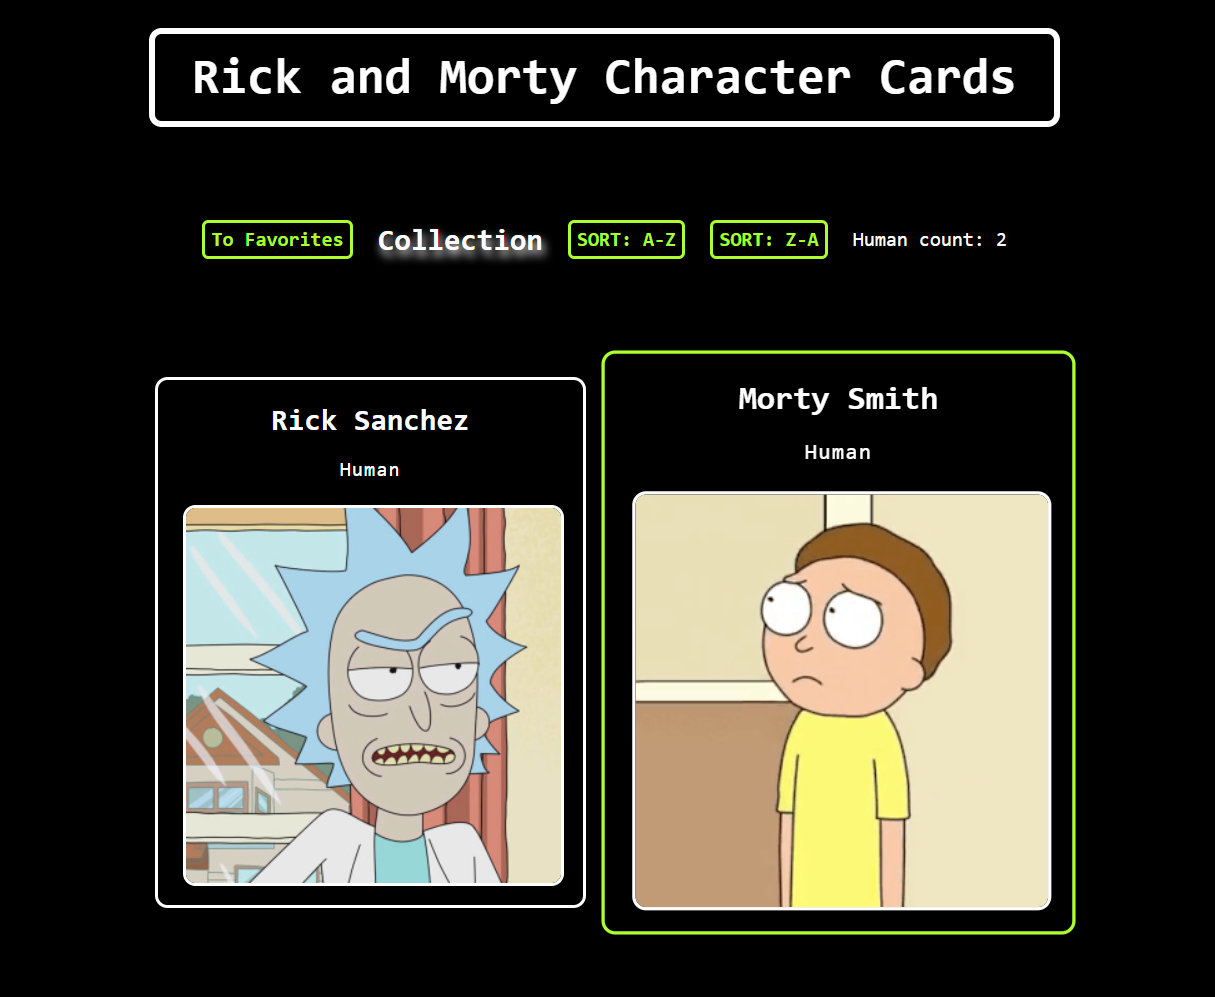 Rick and Morty Character Cards
To Favorites Collection SORT: A-Z SORT: Z-A Human count: 2
Rick Sanchez
Human
Morty Smith
Human